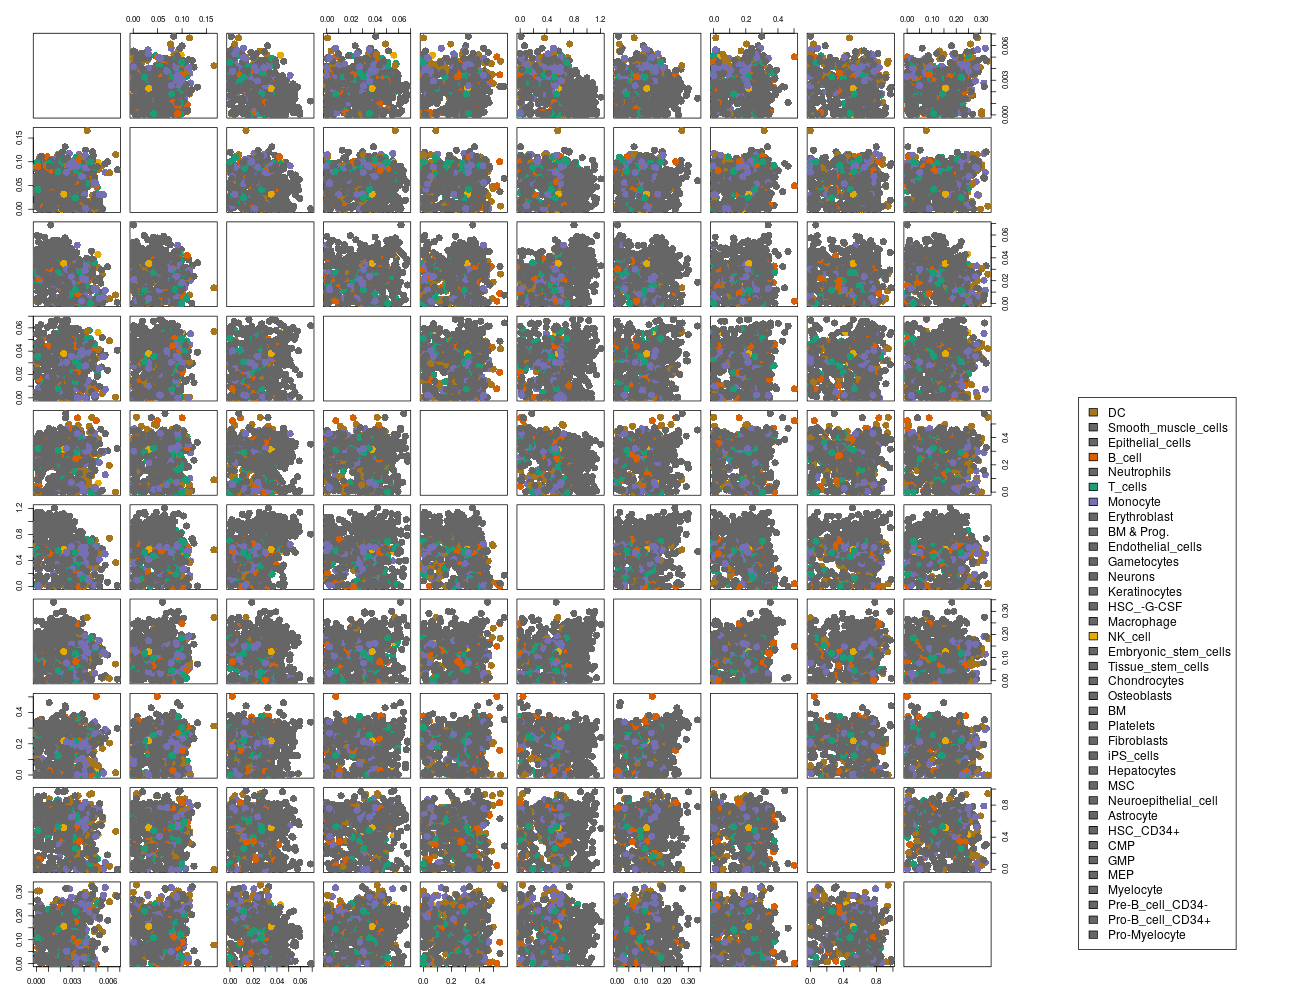 0.00 0.05 0.10 0.15
0.00 0.02 0.04 0.06
0.0 0.4 0.8 1.2
0.0 0.2 0.4
0.00 0.10 0.20 0.30
0.000 0.003 0.006
0.00 0.05 0.10 0.15
0.00 0.02 0.04 0.06
0.00 0.02 0.04 0.06
0.0 0.2 0.4
0.0 0.4 0.8 1.2
0.00 0.10 0.20 0.30
0.0 0.2 0.4
0.0 0.4 0.8
0.00 0.10 0.20 0.30
0.000 0.003 0.006
0.00 0.02 0.04 0.06
0.0 0.2 0.4
0.00 0.10 0.20 0.30
0.0 0.4 0.8
DC
Smooth_muscle_cells
Epithelial_cells
B_cell
Neutrophils
T_cells
Monocyte
Erythroblast
BM & Prog.
Endothelial_cells
Gametocytes
Neurons
Keratinocytes
HSC_-G-CSF
Macrophage
NK_cell
Embryonic_stem_cells
Tissue_stem_cells
Chondrocytes
Osteoblasts
BM
Platelets
Fibroblasts
iPS_cells
Hepatocytes
MSC
Neuroepithelial_cell
Astrocyte
HSC_CD34+
CMP
GMP
MEP
Myelocyte
Pre-B_cell_CD34-
Pro-B_cell_CD34+
Pro-Myelocyte